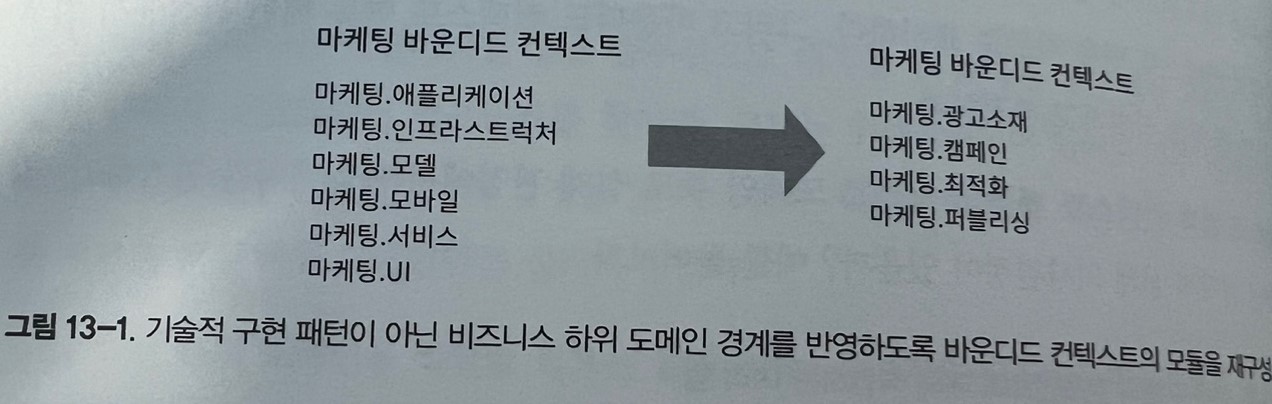 마케팅 바운디드 컨텍스트
마케팅.애플리케이션
마케팅.인프라스트럭처
마케팅.모델
마케팅.모바일
마케팅.서비스
마케팅.UI
마케팅 바운디드 컨텍스트
마케팅.광고소재
마케팅.캠페인
마케팅.최적화
마케팅.퍼블리싱
그림 13-1. 기술적 구현 패턴이 아닌 비즈니스 하위 도메인 경계를 반영하도록 바운디드 컨텍스트의 모듈을 재구성